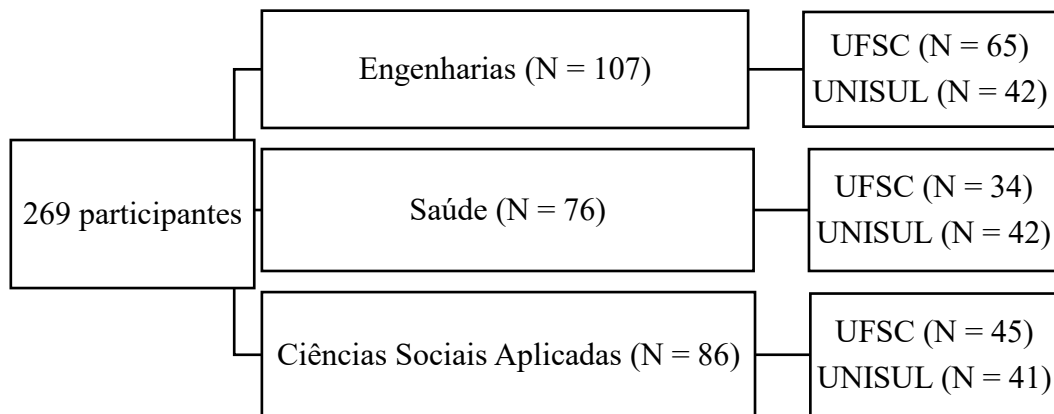 269 participantes
Engenharias (N = 107)
UFSC (N = 65)
UNISUL (N = 42)
Saúde (N = 76)
UFSC (N = 34)
UNISUL (N = 42)
Ciências Sociais Aplicadas (N = 86)
UFSC (N = 45)
UNISUL (N = 41)